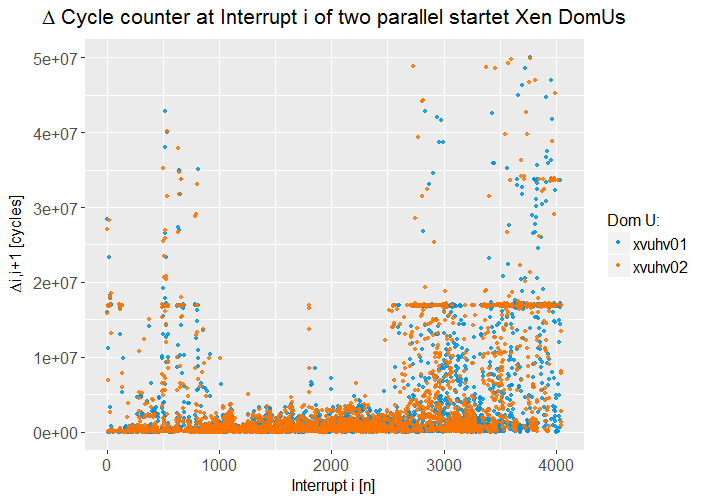 Δ Cycle counter at Interrupt i of two parallel startet Xen DomUs
5e+07
4e+07
3e+07
2e+07
1e+07
0e+00
Δi,i+1 [cycles]
0 1000 2000 3000 4000
Interrupt i [n]
Dom U:
xvuhv01
xvuhv02